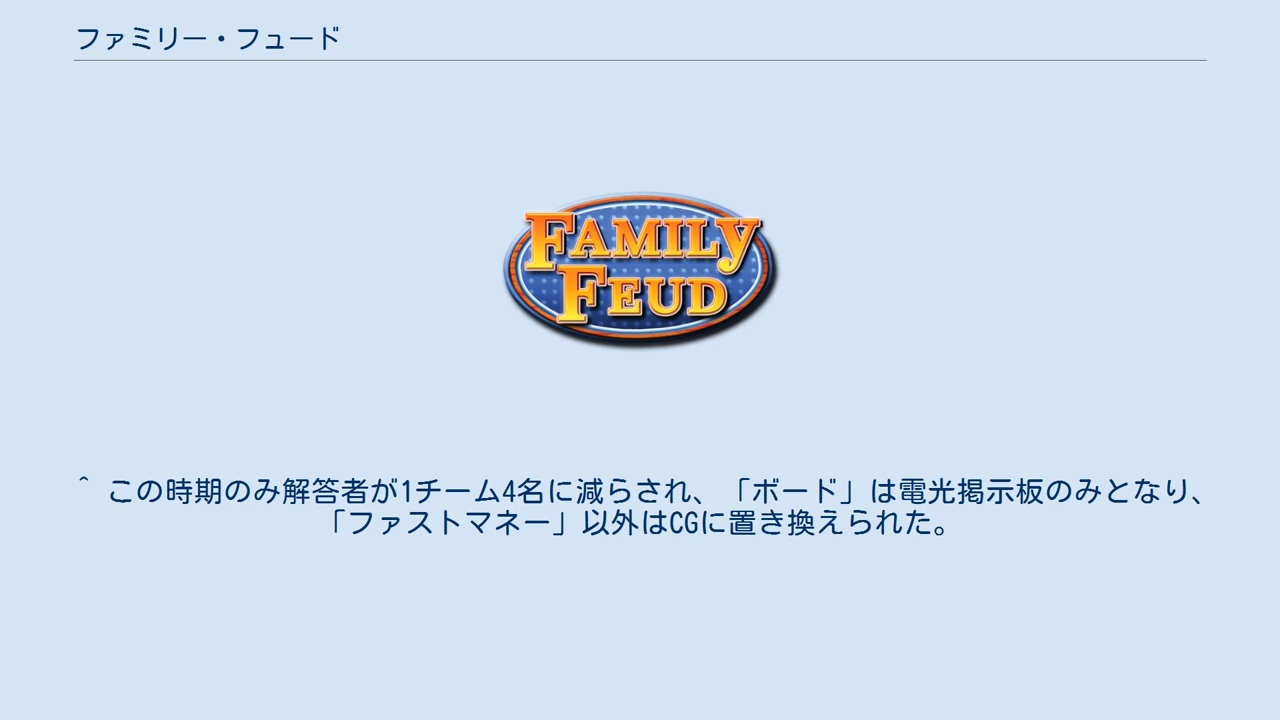 ファミリー・フュード
FAMILY
FEUD
^ この時期のみ解答者が1チーム4名に減らされ、「ボード」は電光掲示板のみとなり、
「ファストマネー」以外はCGに置き換えられた。